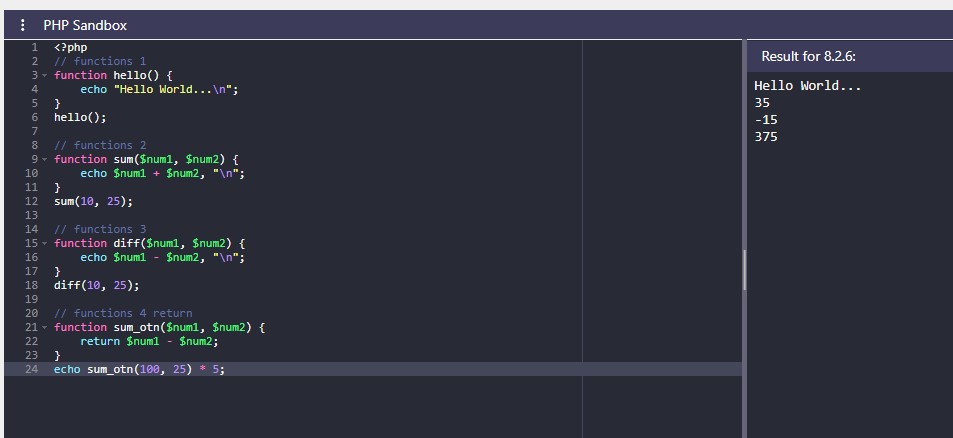 PHP Sandbox
1 <?php
2 // functions 1
3 function hello() {
4 echo "Hello World...\n";
5 }
6 hello();
7
8 // functions 2
9 function sum($num1, $num2) {
10 echo $num1 + $num2, "\n";
11 }
12 sum(10, 25);
13
14 // functions 3
15 function diff($num1, $num2) {
16 echo $num1 - $num2, "\n";
17 }
18 diff(10, 25);
19
20 // functions 4 return
21 function sum_otn($num1, $num2) {
22 return $num1 - $num2;
23 }
24 echo sum_otn(100, 25) * 5;
Result for 8.2.6:
Hello World...
35
-15
375